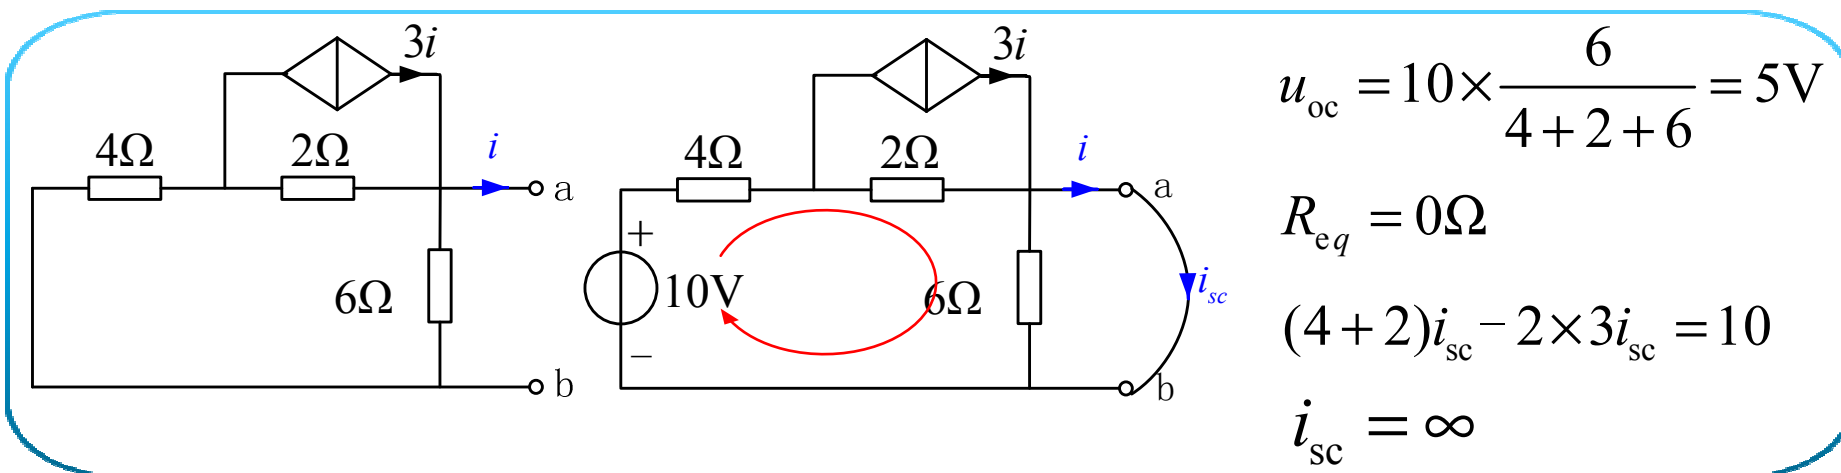 3i
4Ω 2Ω i
a
6Ω
b
3i
4Ω 2Ω i
a
+
10V 6Ω i_sc
−
b
u_oc = 10 × 6/(4+2+6) = 5V
R_eq = 0Ω
(4+2)i_sc − 2×3i_sc = 10
i_sc = ∞